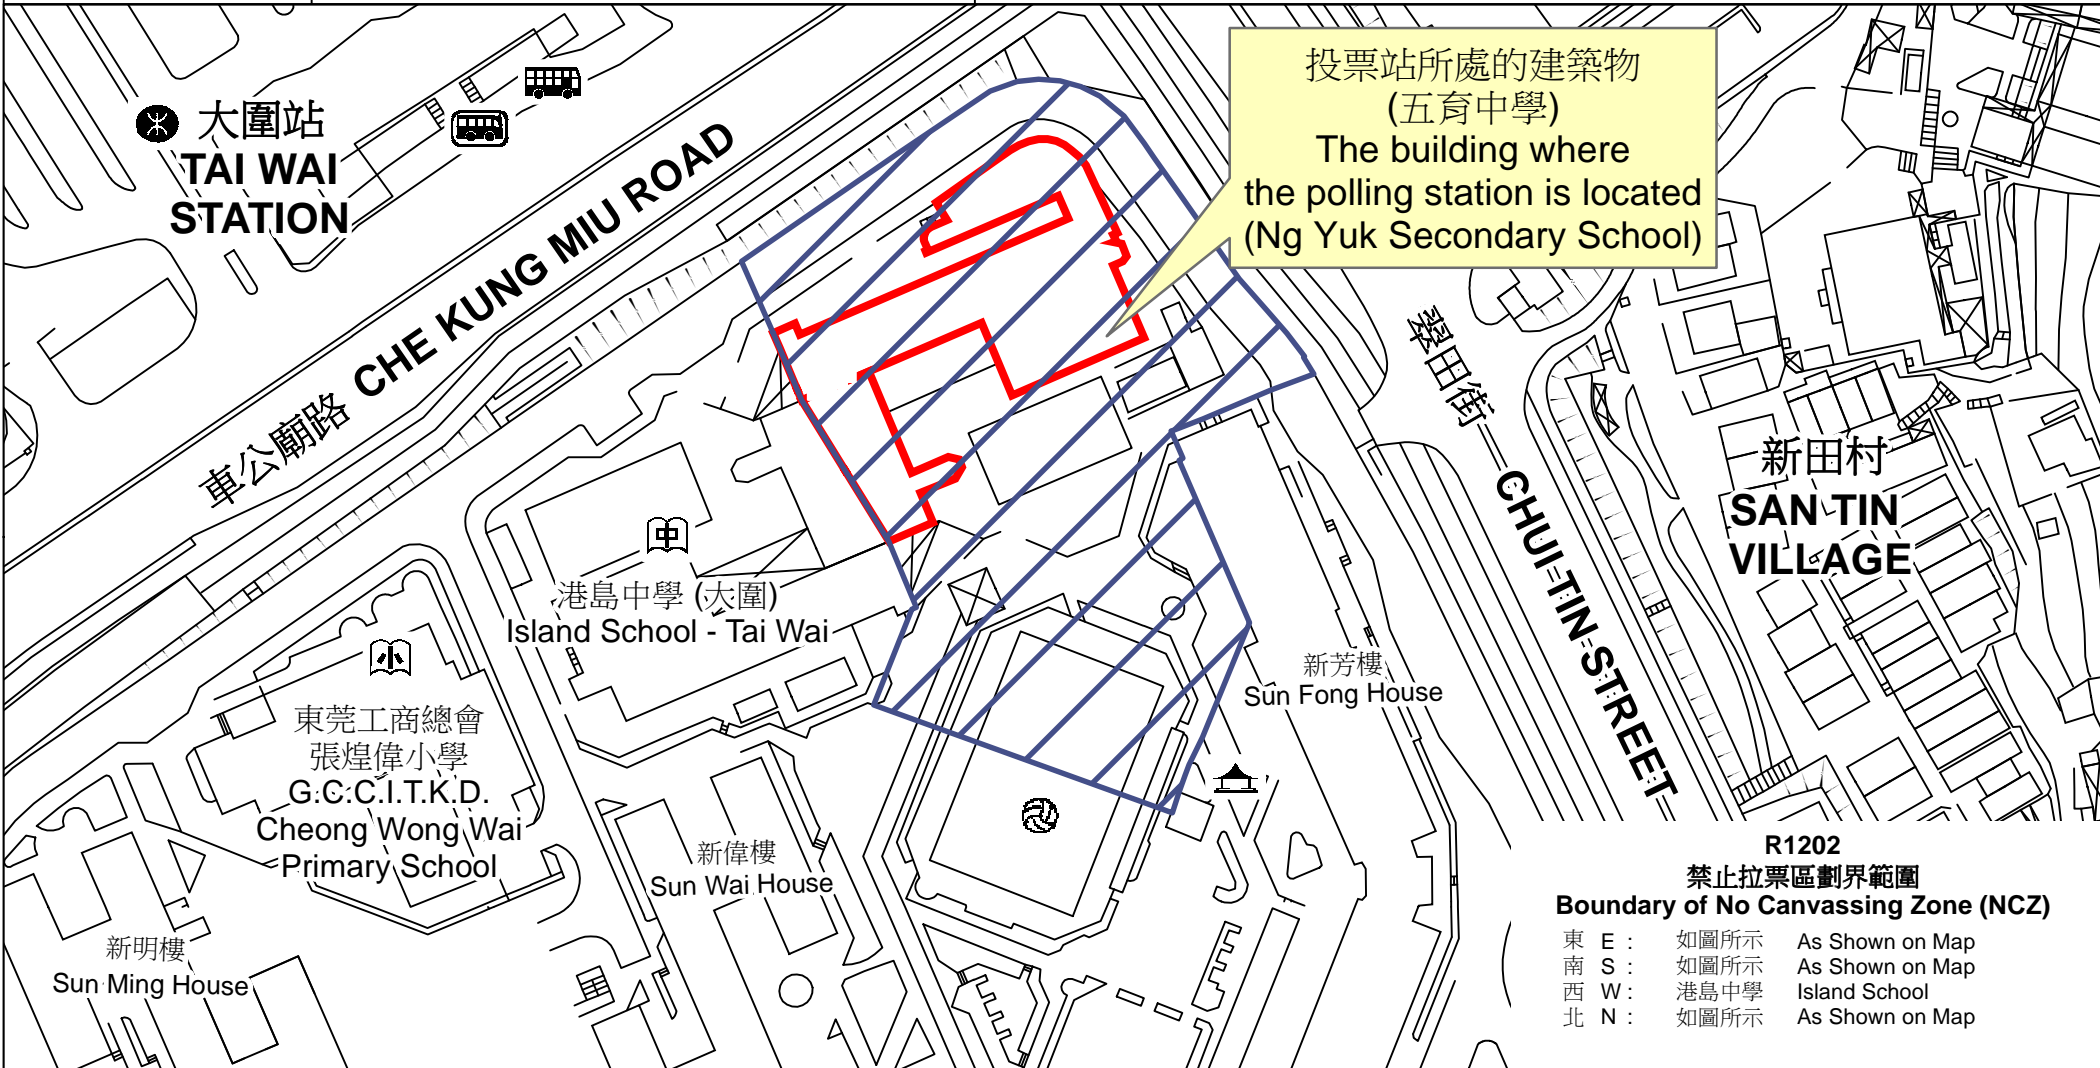 大圍站
TAI WAI
STATION
車公廟路 CHE KUNG MIU ROAD
投票站所處的建築物
(五育中學)
The building where
the polling station is located
(Ng Yuk Secondary School)
翠田街 CHUI TIN STREET
新田村
SAN TIN
VILLAGE
中
港島中學 (大圍)
Island School - Tai Wai
小
東莞工商總會
張煌偉小學
G.C.C.I.T.K.D.
Cheong Wong Wai
Primary School
新芳樓
Sun Fong House
新偉樓
Sun Wai House
新明樓
Sun Ming House
R1202
禁止拉票區劃界範圍
Boundary of No Canvassing Zone (NCZ)
東 E : 如圖所示 As Shown on Map
南 S : 如圖所示 As Shown on Map
西 W : 港島中學 Island School
北 N : 如圖所示 As Shown on Map